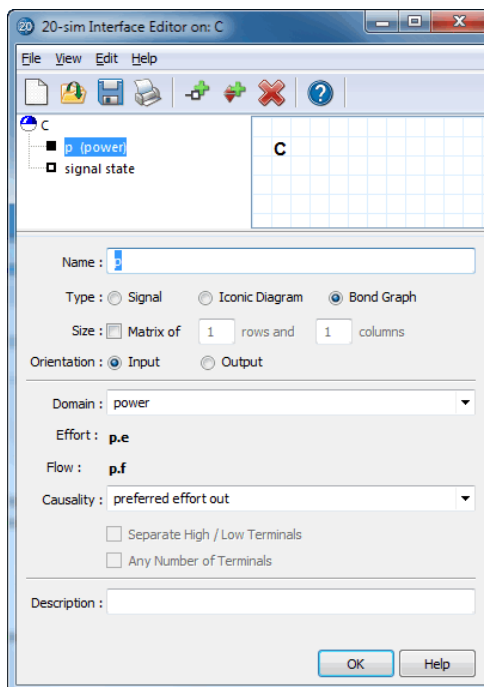 20-sim Interface Editor on: C
File View Edit Help
C
p (power)
signal state
C
Name : p
Type : Signal Iconic Diagram Bond Graph
Size : Matrix of 1 rows and 1 columns
Orientation : Input Output
Domain : power
Effort : p.e
Flow : p.f
Causality : preferred effort out
Separate High / Low Terminals
Any Number of Terminals
Description :
OK Help